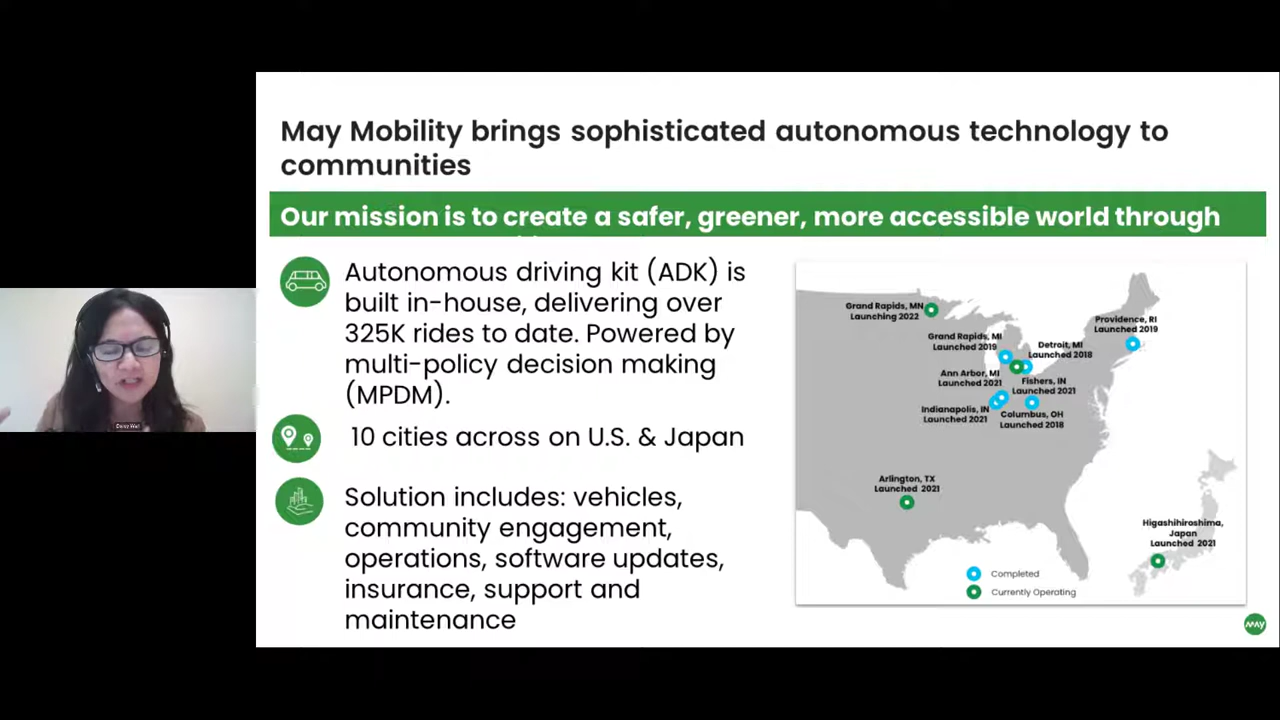 May Mobility brings sophisticated autonomous technology to
communities
Our mission is to create a safer, greener, more accessible world through
Autonomous driving kit (ADK) is
built in-house, delivering over
325K rides to date. Powered by
multi-policy decision making
(MPDM).
10 cities across on U.S. & Japan
Solution includes: vehicles,
community engagement,
operations, software updates,
insurance, support and
maintenance
Grand Rapids, MN
Launching 2022
Providence, RI
Launched 2019
Grand Rapids, MI
Launched 2019
Detroit, MI
Launched 2018
Ann Arbor, MI
Launched 2021
Fishers, IN
Launched 2021
Indianapolis, IN
Launched 2021
Columbus, OH
Launched 2018
Arlington, TX
Launched 2021
Higashihiroshima,
Japan
Launched 2021
Completed
Currently Operating
MAY